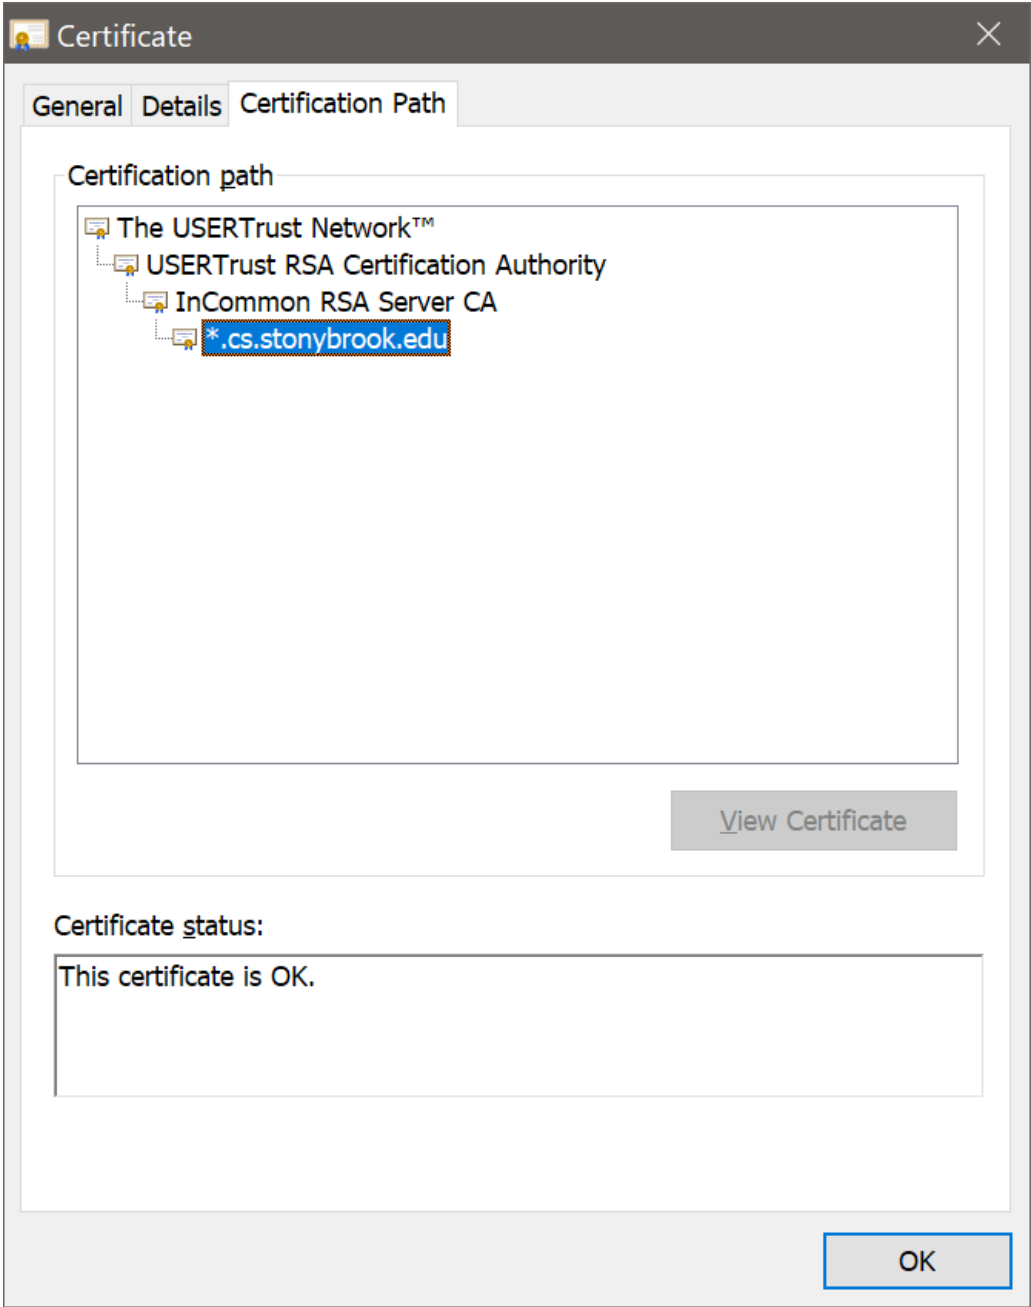 Certificate
General Details Certification Path
Certification path
The USERTrust Network™
USERTrust RSA Certification Authority
InCommon RSA Server CA
*.cs.stonybrook.edu
View Certificate
Certificate status:
This certificate is OK.
OK